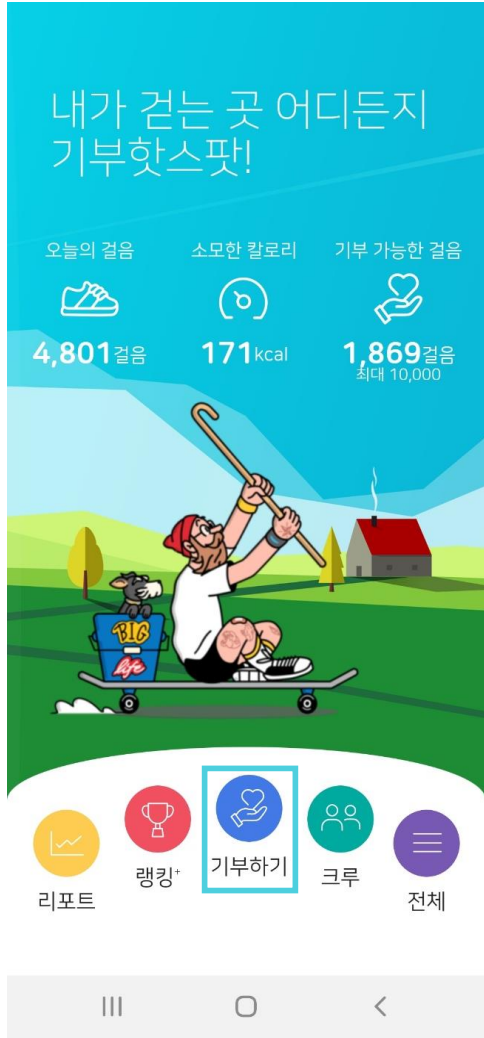 내가 걷는 곳 어디든지
기부핫스팟!
오늘의 걸음
소모한 칼로리
기부 가능한 걸음
4,801걸음
171kcal
1,869걸음
최대 10,000
BIG
life
리포트
랭킹+
기부하기
크루
전체